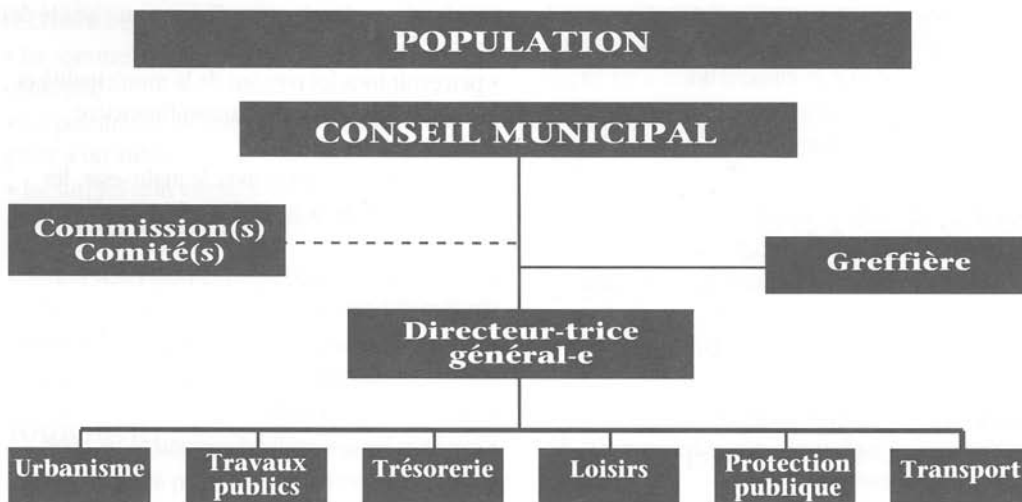 POPULATION
CONSEIL MUNICIPAL
Commission(s)
Comité(s)
Greffière
Directeur-trice
général-e
Urbanisme
Travaux
publics
Trésorerie
Loisirs
Protection
publique
Transport